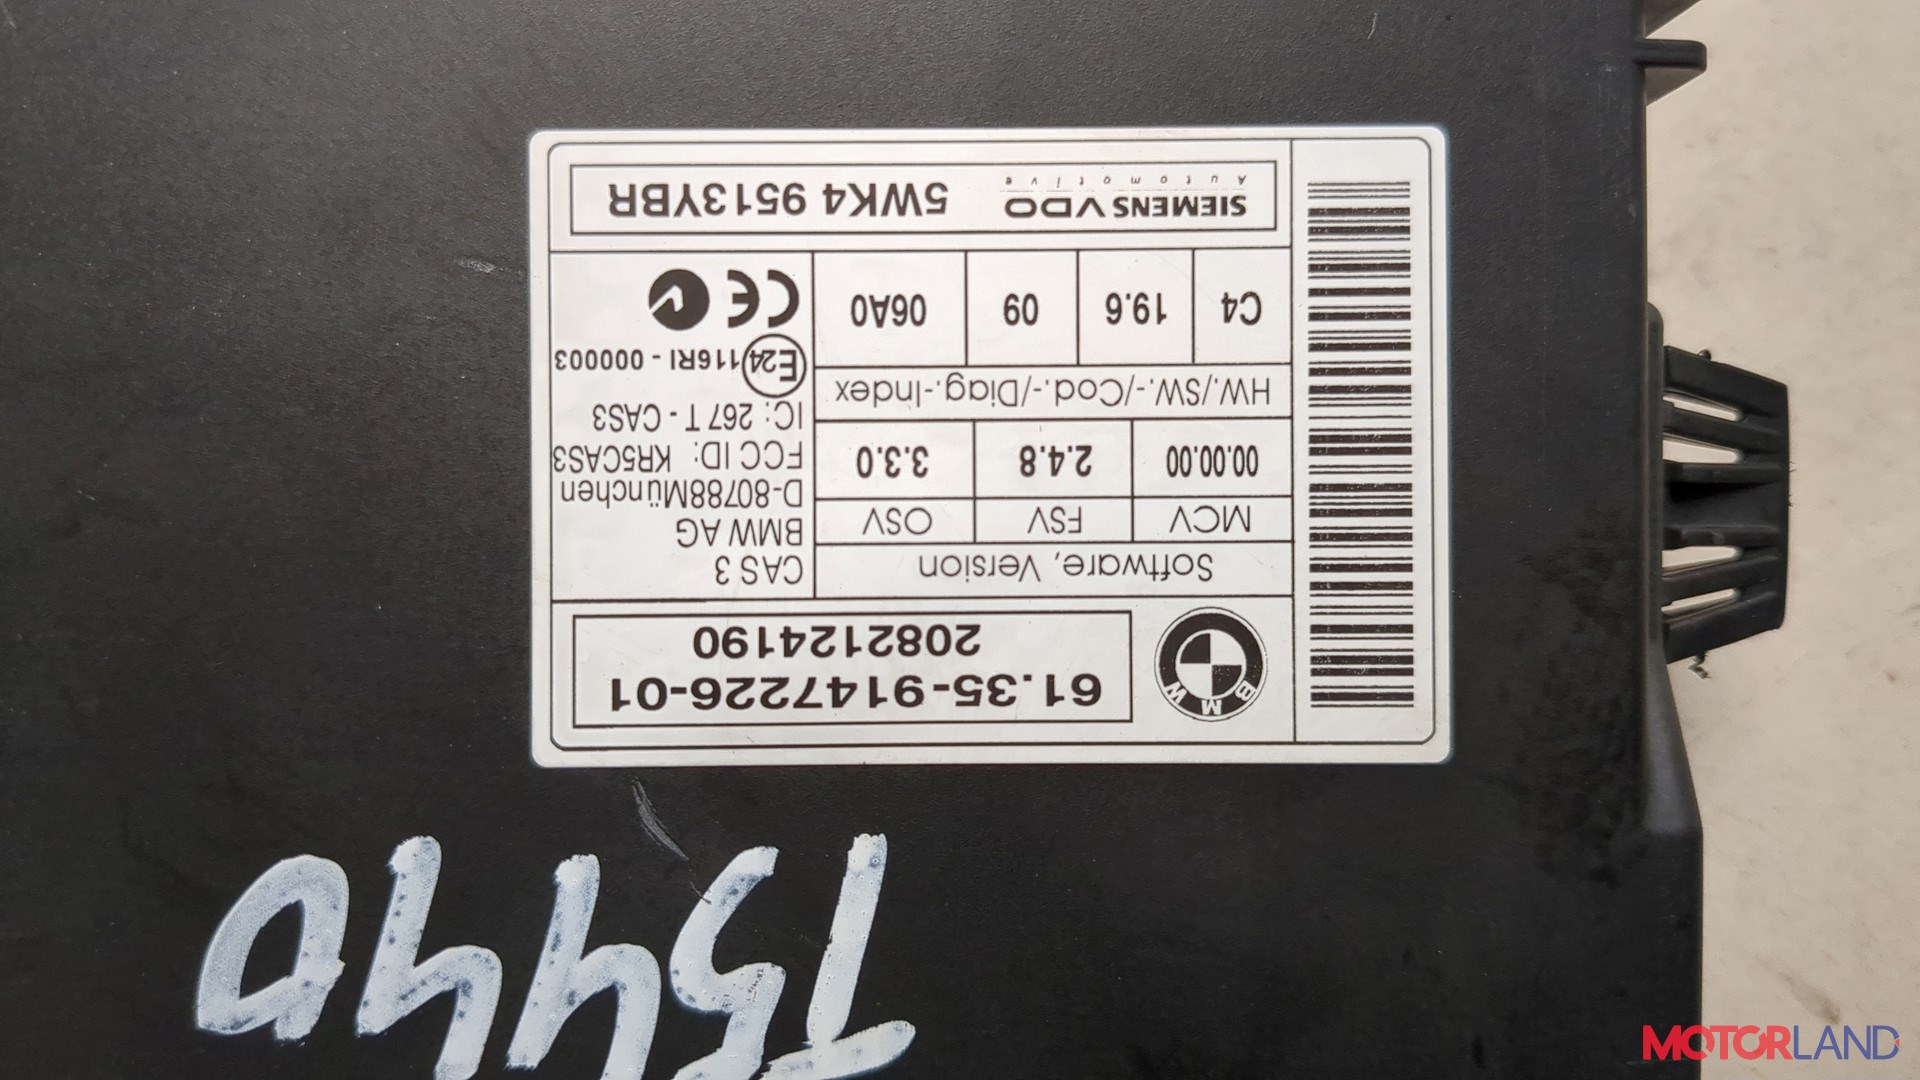 T5440
B M W
61.35-9147226-01
2082124190
Software, Version
MCV FSV OSV
00.00.00 2.4.8 3.3.0
HW./SW.-/Cod.-/Diag.-Index
C4 19.6 09 06A0
CAS 3
BMW AG
D-80788München
FCC ID: KR5CAS3
IC: 267 T - CAS3
E24 116RI - 000003
CE
SIEMENS VDO 5WK4 9513YBR
Automotive
MOTORLAND